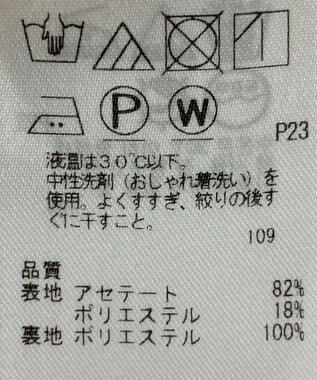 P W
P23
液温は30℃以下。
中性洗剤（おしゃれ着洗い）を
使用。よくすすぎ、絞りの後す
ぐに干すこと。
109
品質
表地 アセテート 82%
ポリエステル 18%
裏地 ポリエステル 100%